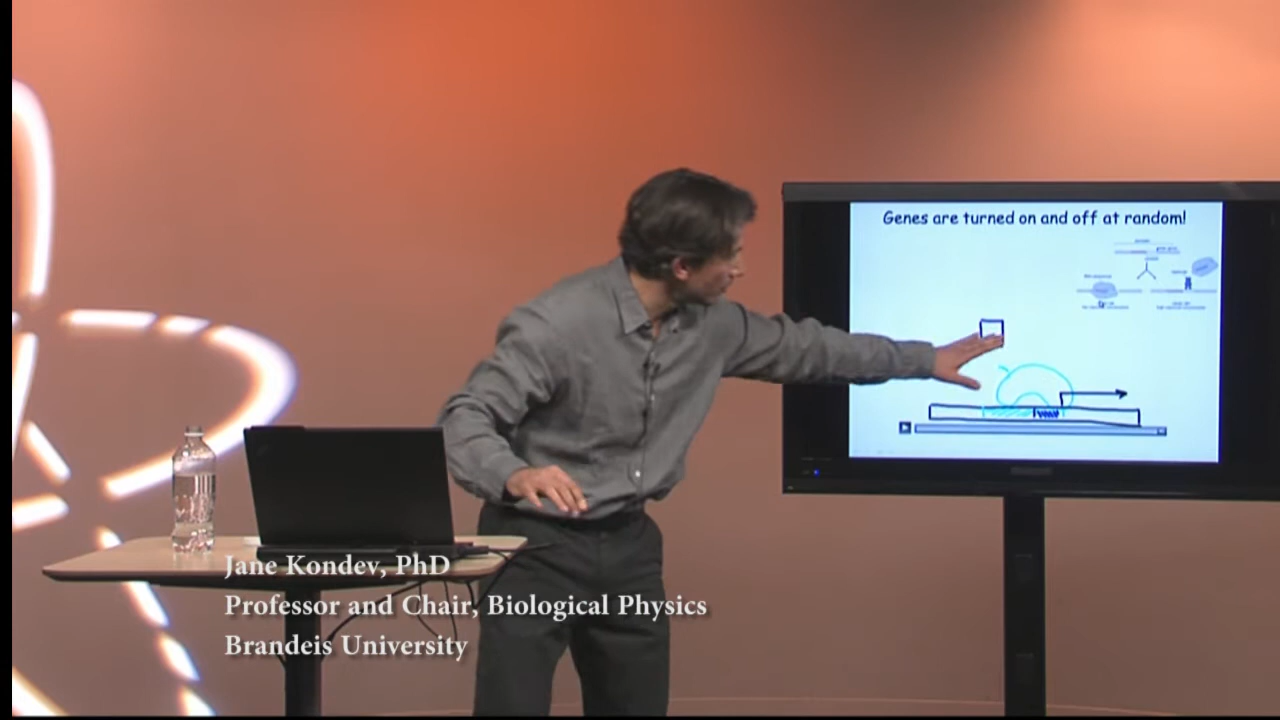 Genes are turned on and off at random!
Jane Kondev, PhD
Professor and Chair, Biological Physics
Brandeis University